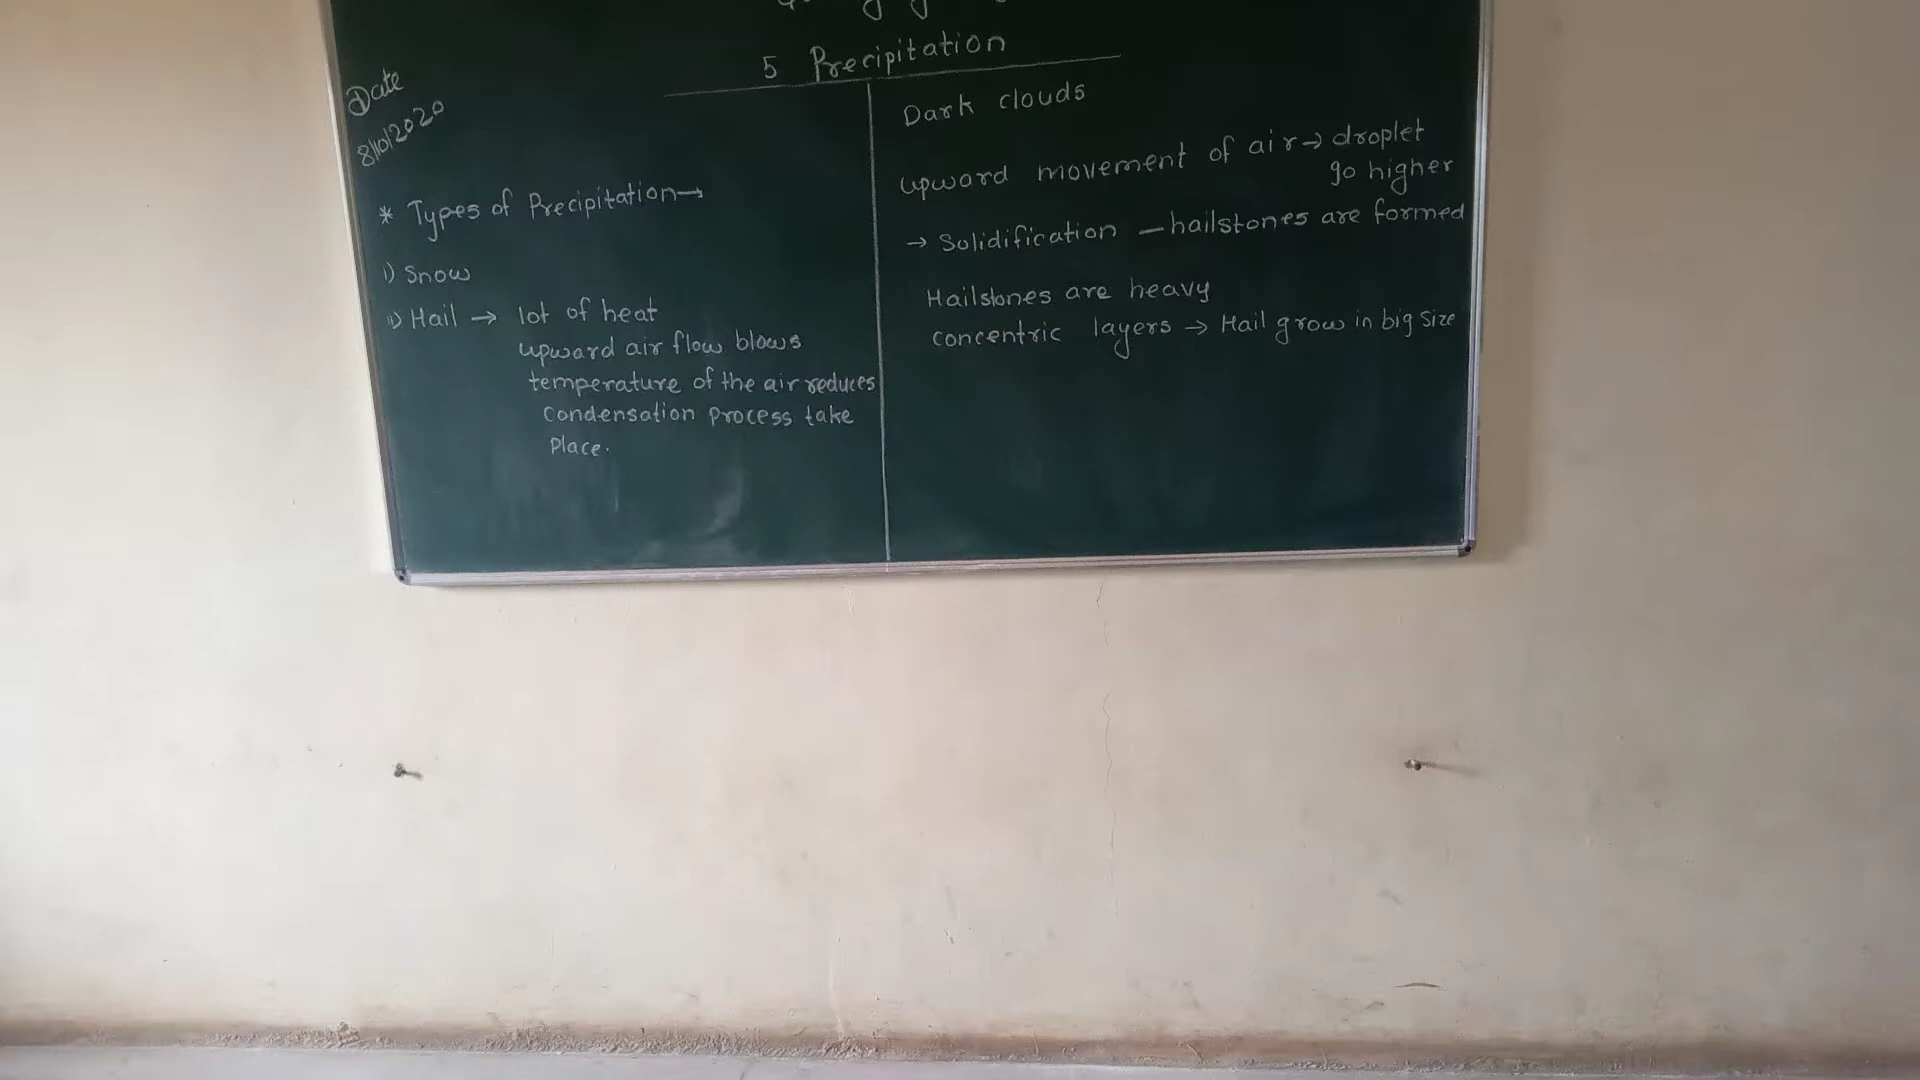 5 Precipitation
Date
8/10/2020
* Types of Precipitation→
i) Snow
ii) Hail → lot of heat
upward air flow blows
temperature of the air reduces
Condensation process take
Place.
Dark clouds
upward movement of air→ droplet
go higher
→ Solidification – hailstones are formed
Hailstones are heavy
concentric layers → Hail grow in big size